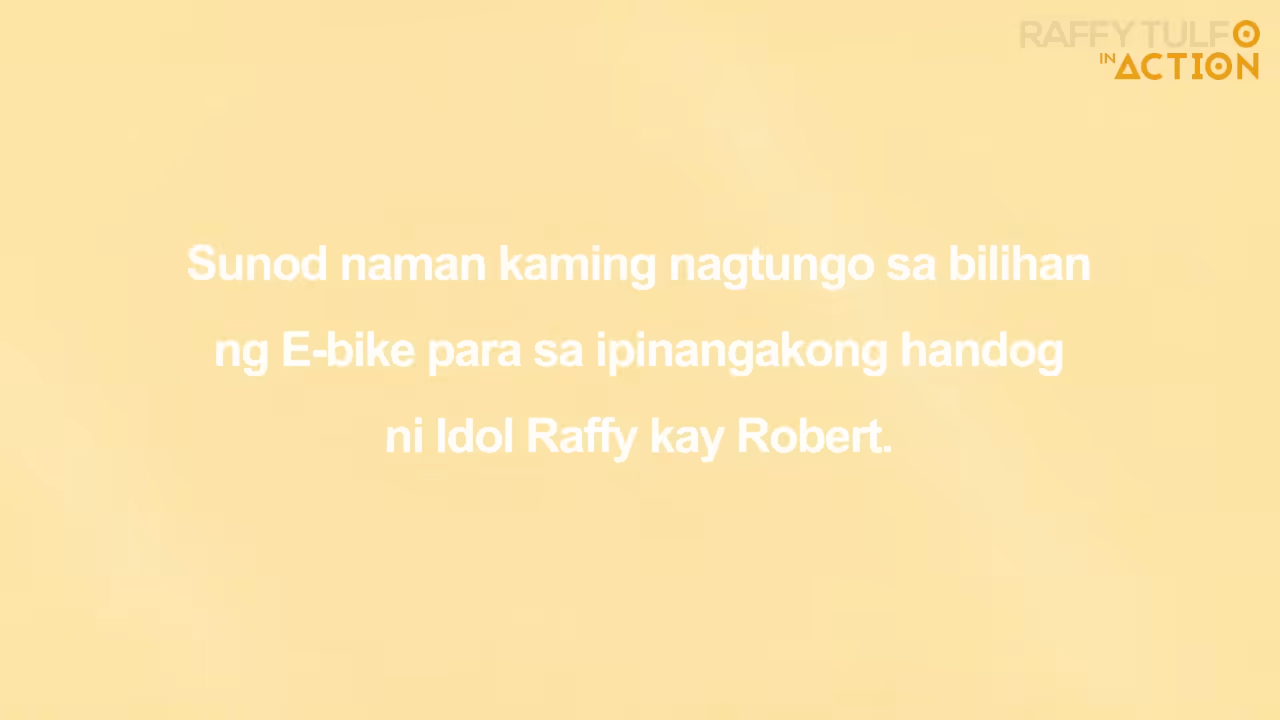 RAFFY TULFO
IN ACTION
Sunod naman kaming nagtungo sa bilihan
ng E-bike para sa ipinangakong handog
ni Idol Raffy kay Robert.